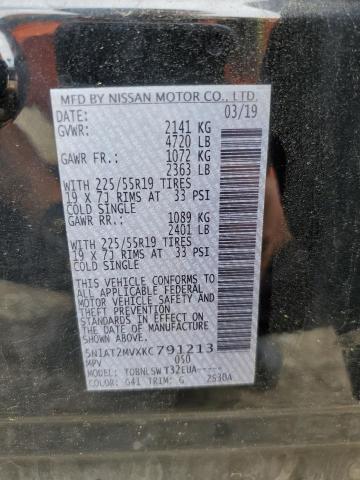 MFD BY NISSAN MOTOR CO., LTD.
DATE: 03/19
GVWR: 2141 KG
4720 LB
GAWR FR.: 1072 KG
2363 LB
WITH 225/55R19 TIRES
19 X 7J RIMS AT 33 PSI
COLD SINGLE
GAWR RR.: 1089 KG
2401 LB
WITH 225/55R19 TIRES
19 X 7J RIMS AT 33 PSI
COLD SINGLE
THIS VEHICLE CONFORMS TO
ALL APPLICABLE FEDERAL
MOTOR VEHICLE SAFETY
AND THEFT PREVENTION
STANDARDS IN EFFECT ON THE
DATE OF MANUFACTURE
SHOWN ABOVE.
5N1AT2MVXKC791213
MPV 050
MODEL: TDBNLSWT32EUA-----
COLOR: G41 TRIM: G 2530A